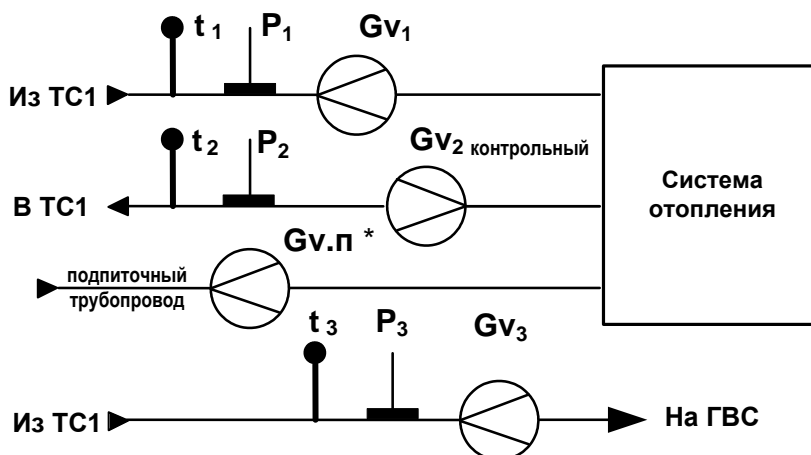 t 1 P1 Gv1
Из ТС1
t 2 P2 Gv2 контрольный
В ТС1
Система
отопления
Gv.п *
подпиточный
трубопровод
t 3 P3 Gv3
Из ТС1
На ГВС